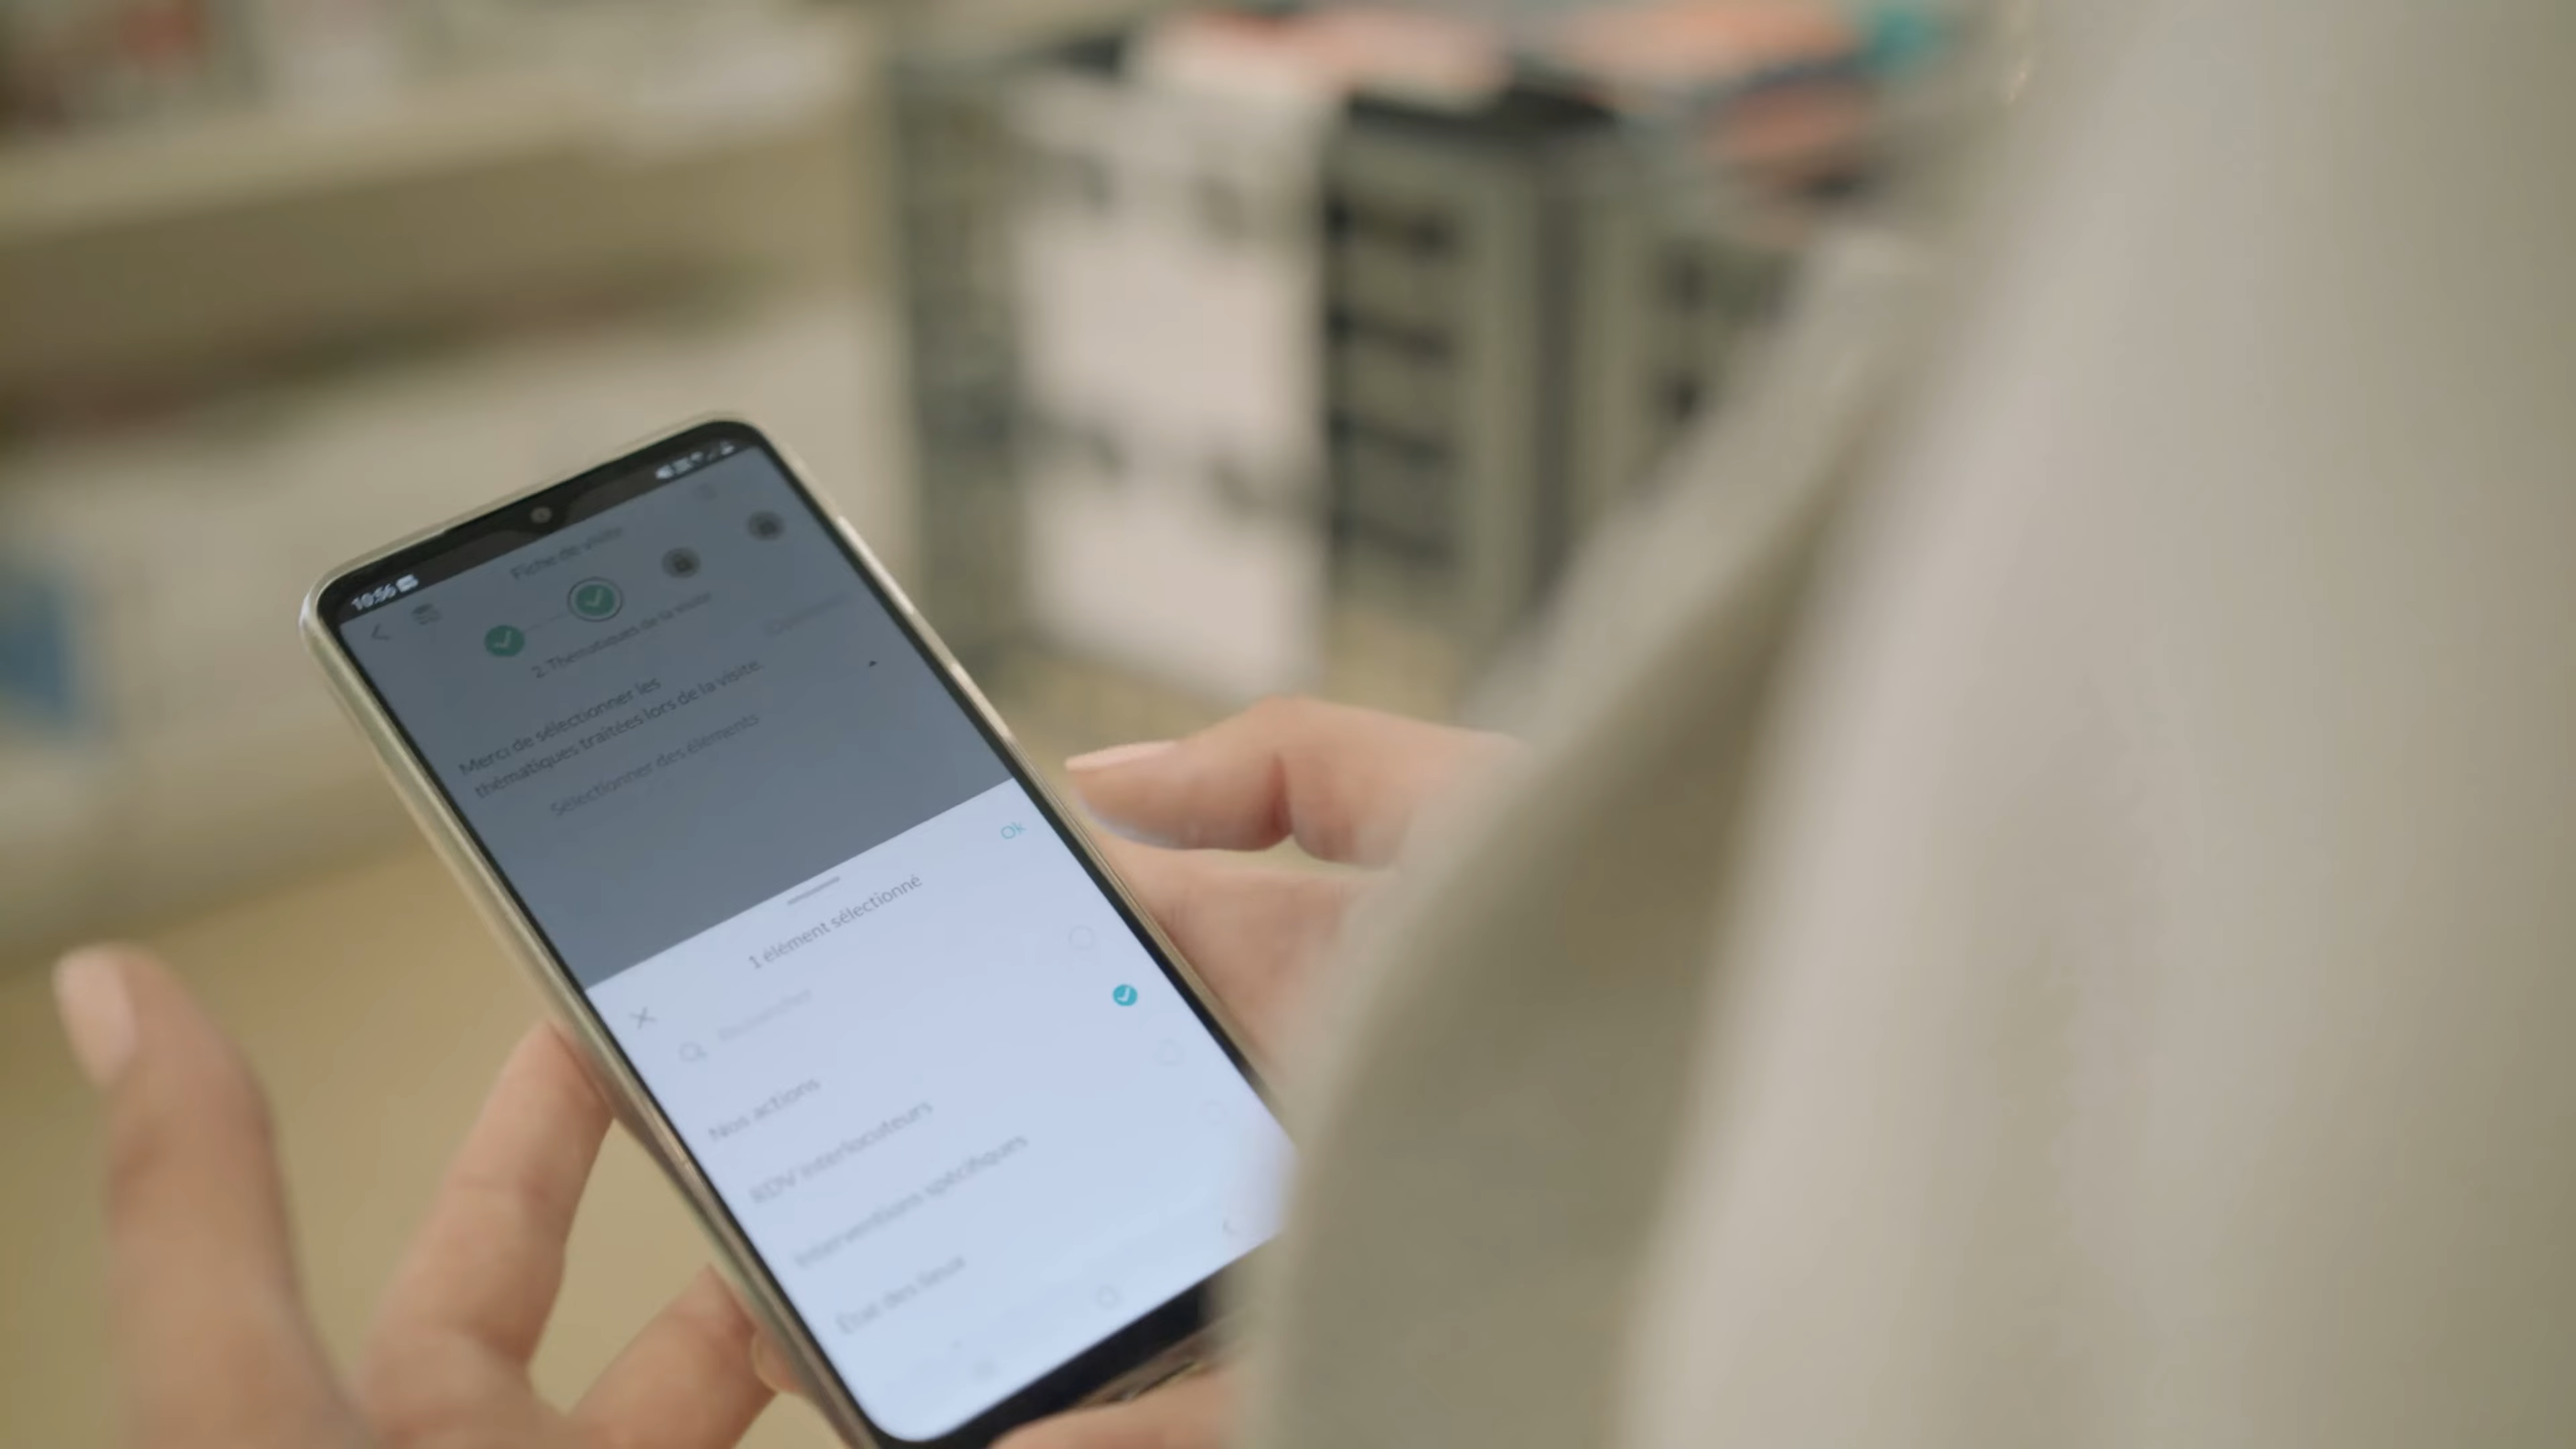 10:56
Fiche de visite
2. Thématiques de la visite
Merci de sélectionner les
thématiques traitées lors de la visite.
Sélectionner des éléments
Ok
1 élément sélectionné
Rechercher
Nos actions
RDV interlocuteurs
Interventions spécifiques
État des lieux